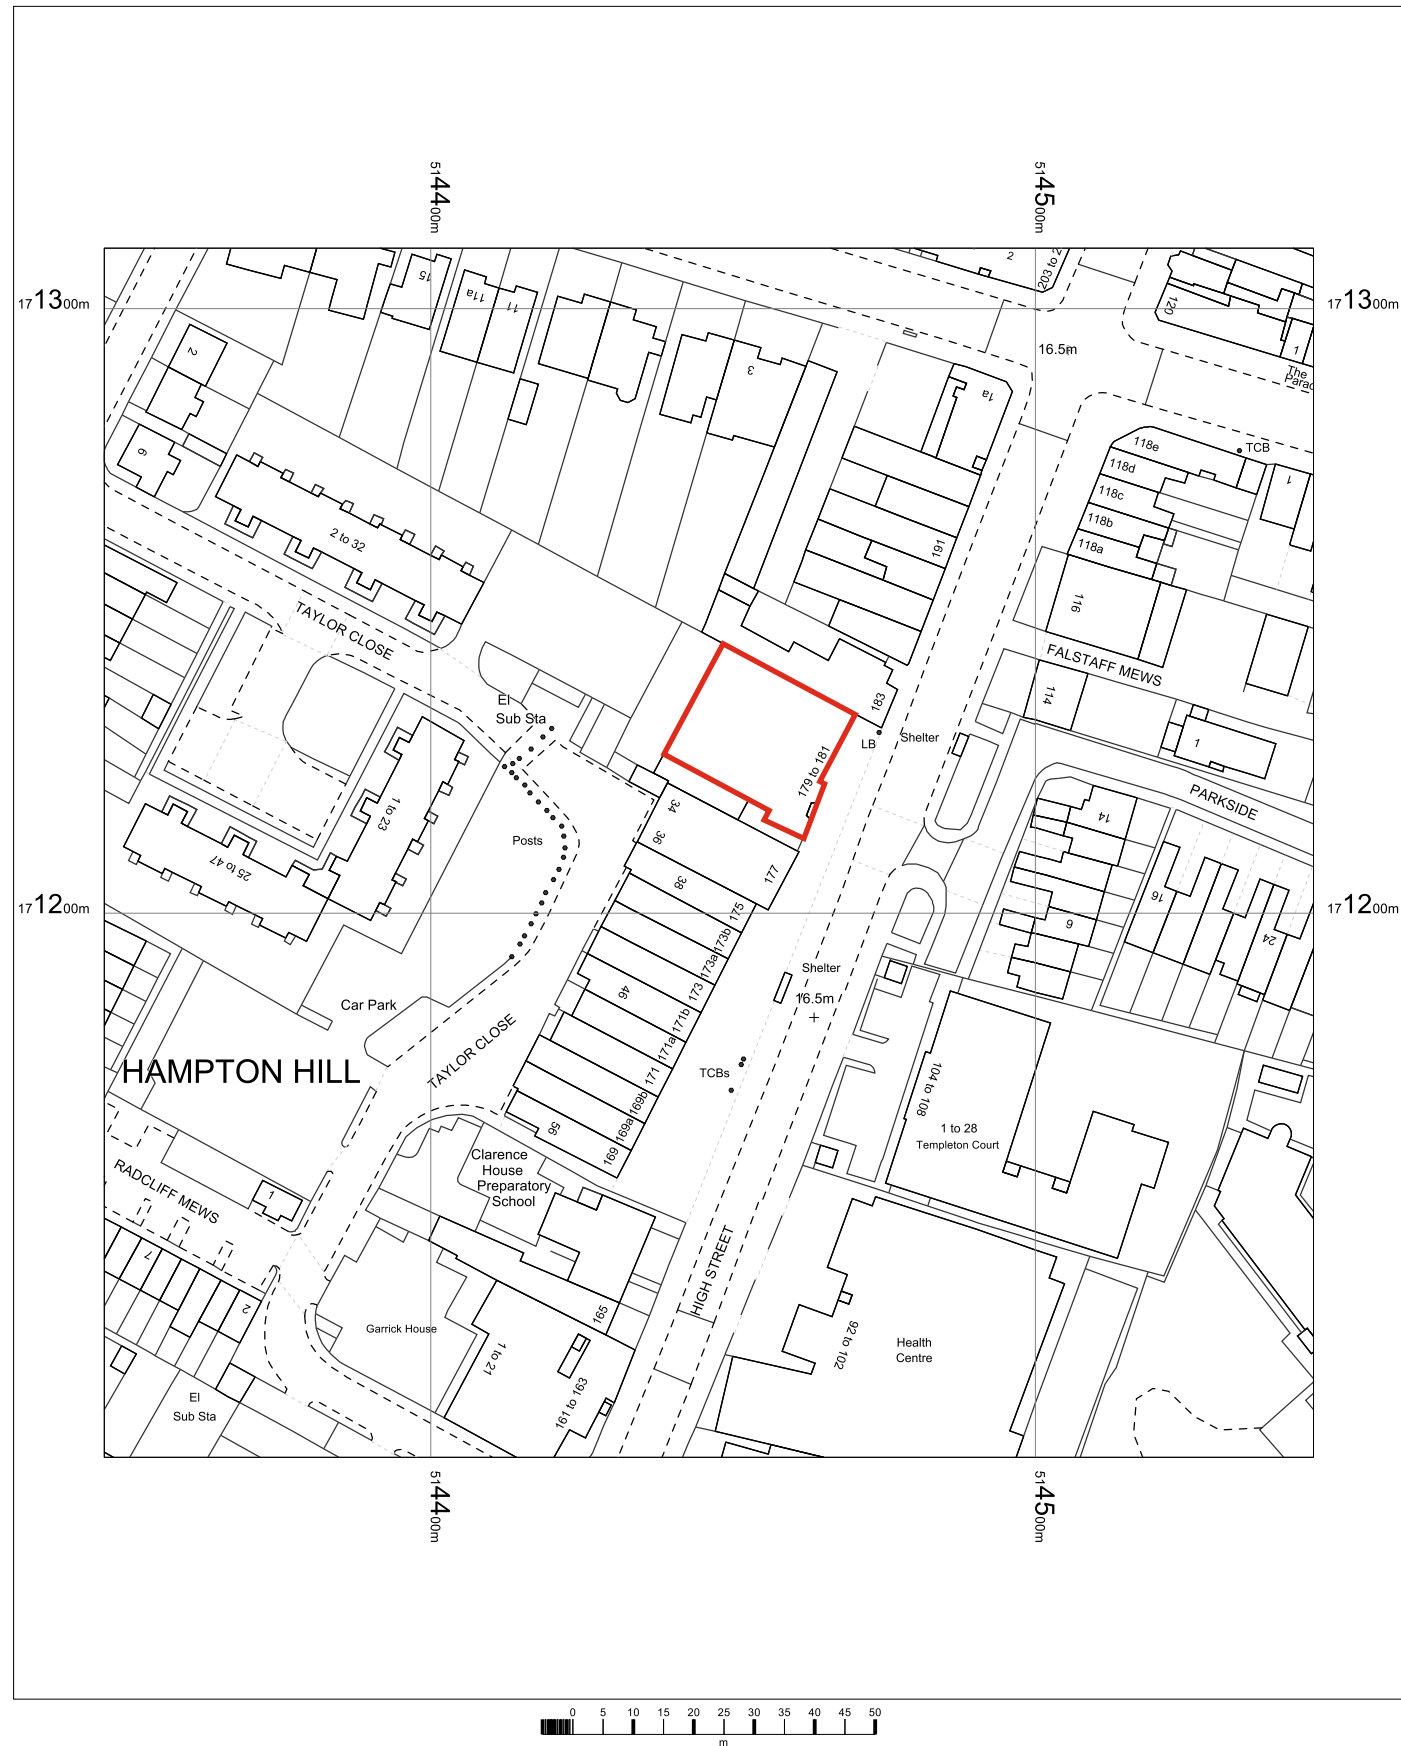 514400m
514500m
171300m
171300m
15
11a
11
2
203 to 2
120
1
The
16.5m
2
3
1a
6
118e
TCB
118d
118c
118b
118a
1
2 to 32
191
116
TAYLOR CLOSE
FALSTAFF MEWS
114
El
Sub Sta
183
LB
Shelter
1
179 to 181
PARKSIDE
1 to 23
34
36
14
Posts
25 to 47
38
177
16
171200m
171200m
175
6
24
173b
173a
Shelter
173
46
16.5m
Car Park
171b
TAYLOR CLOSE
171a
HAMPTON HILL
TCBs
171
104 to 108
169b
169a
56
1 to 28
Templeton Court
169
Clarence
House
Preparatory
School
RADCLIFF MEWS
1
7
HIGH STREET
2
165
Garrick House
1 to 21
92 to 102
Health
Centre
161 to 163
El
Sub Sta
514400m
514500m
0 5 10 15 20 25 30 35 40 45 50
m